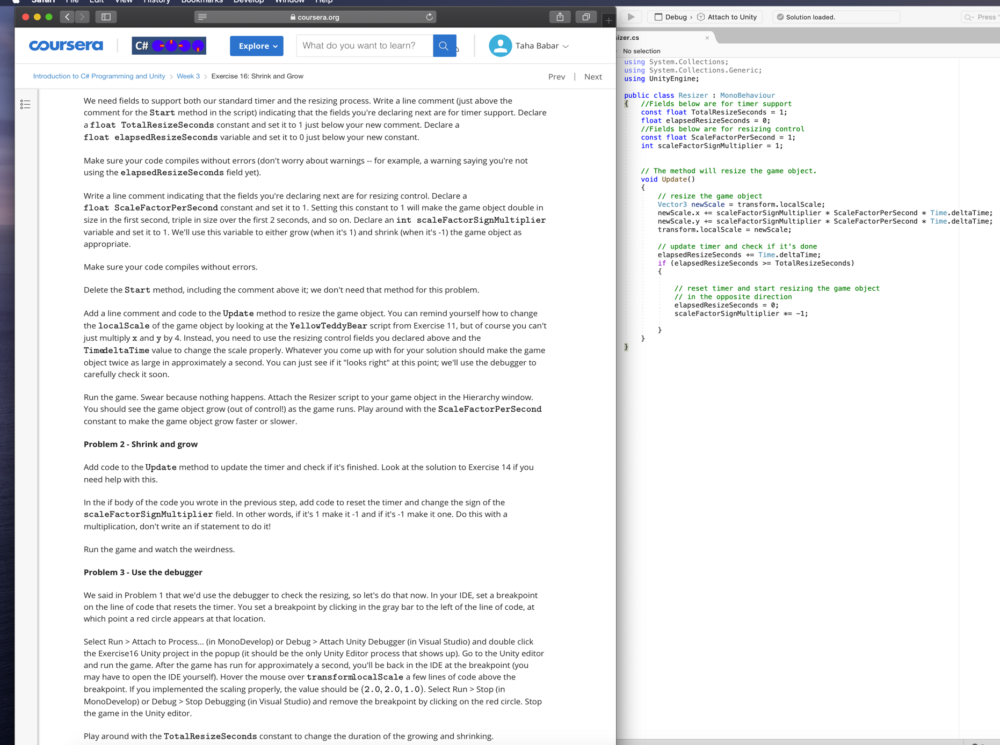 Safari File Edit View History Bookmarks Develop Window Help
coursera.org
coursera
C#
Explore
What do you want to learn?
Taha Babar
Introduction to C# Programming and Unity > Week 3 > Exercise 16: Shrink and Grow
Prev | Next
We need fields to support both our standard timer and the resizing process. Write a line comment (just above the
comment for the Start method in the script) indicating that the fields you're declaring next are for timer support. Declare
a float TotalResizeSeconds constant and set it to 1 just below your new comment. Declare a
float elapsedResizeSeconds variable and set it to 0 just below your new constant.
Make sure your code compiles without errors (don't worry about warnings -- for example, a warning saying you're not
using the elapsedResizeSeconds field yet).
Write a line comment indicating that the fields you're declaring next are for resizing control. Declare a
float ScaleFactorPerSecond constant and set it to 1. Setting this constant to 1 will make the game object double in
size in the first second, triple in size over the first 2 seconds, and so on. Declare an int scaleFactorSignMultiplier
variable and set it to 1. We'll use this variable to either grow (when it's 1) and shrink (when it's -1) the game object as
appropriate.
Make sure your code compiles without errors.
Delete the Start method, including the comment above it; we don't need that method for this problem.
Add a line comment and code to the Update method to resize the game object. You can remind yourself how to change
the localScale of the game object by looking at the YellowTeddyBear script from Exercise 11, but of course you can't
just multiply x and y by 4. Instead, you need to use the resizing control fields you declared above and the
TimedeltaTime value to change the scale properly. Whatever you come up with for your solution should make the game
object twice as large in approximately a second. You can just see if it "looks right" at this point; we'll use the debugger to
carefully check it soon.
Run the game. Swear because nothing happens. Attach the Resizer script to your game object in the Hierarchy window.
You should see the game object grow (out of control!) as the game runs. Play around with the ScaleFactorPerSecond
constant to make the game object grow faster or slower.
Problem 2 - Shrink and grow
Add code to the Update method to update the timer and check if it's finished. Look at the solution to Exercise 14 if you
need help with this.
In the if body of the code you wrote in the previous step, add code to reset the timer and change the sign of the
scaleFactorSignMultiplier field. In other words, if it's 1 make it -1 and if it's -1 make it one. Do this with a
multiplication, don't write an if statement to do it!
Run the game and watch the weirdness.
Problem 3 - Use the debugger
We said in Problem 1 that we'd use the debugger to check the resizing, so let's do that now. In your IDE, set a breakpoint
on the line of code that resets the timer. You set a breakpoint by clicking in the gray bar to the left of the line of code, at
which point a red circle appears at that location.
Select Run > Attach to Process... (in MonoDevelop) or Debug > Attach Unity Debugger (in Visual Studio) and double click
the Exercise16 Unity project in the popup (it should be the only Unity Editor process that shows up). Go to the Unity editor
and run the game. After the game has run for approximately a second, you'll be back in the IDE at the breakpoint (you
may have to open the IDE yourself). Hover the mouse over transformlocalScale a few lines of code above the
breakpoint. If you implemented the scaling properly, the value should be (2.0, 2.0, 1.0). Select Run > Stop (in
MonoDevelop) or Debug > Stop Debugging (in Visual Studio) and remove the breakpoint by clicking on the red circle. Stop
the game in the Unity editor.
Play around with the TotalResizeSeconds constant to change the duration of the growing and shrinking.
Debug > Attach to Unity
Solution loaded.
Press '
izer.cs
No selection
using System.Collections;
using System.Collections.Generic;
using UnityEngine;
public class Resizer : MonoBehaviour
{ //Fields below are for timer support
const float TotalResizeSeconds = 1;
float elapsedResizeSeconds = 0;
//Fields below are for resizing control
const float ScaleFactorPerSecond = 1;
int scaleFactorSignMultiplier = 1;
// The method will resize the game object.
void Update()
{
// resize the game object
Vector3 newScale = transform.localScale;
newScale.x += scaleFactorSignMultiplier * ScaleFactorPerSecond * Time.deltaTime;
newScale.y += scaleFactorSignMultiplier * ScaleFactorPerSecond * Time.deltaTime;
transform.localScale = newScale;
// update timer and check if it's done
elapsedResizeSeconds += Time.deltaTime;
if (elapsedResizeSeconds >= TotalResizeSeconds)
{
// reset timer and start resizing the game object
// in the opposite direction
elapsedResizeSeconds = 0;
scaleFactorSignMultiplier *= -1;
}
}
}